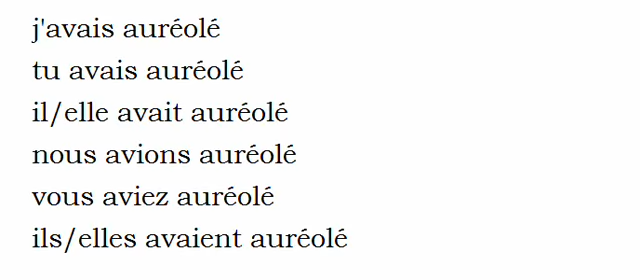 j'avais auréolé
tu avais auréolé
il/elle avait auréolé
nous avions auréolé
vous aviez auréolé
ils/elles avaient auréolé